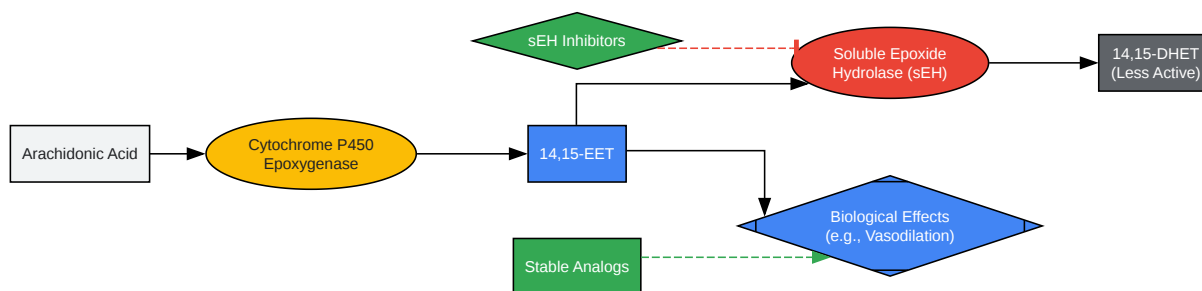 sEH Inhibitors
Soluble Epoxide
Hydrolase (sEH)
14,15-DHET
(Less Active)
Arachidonic Acid
Cytochrome P450
Epoxygenase
14,15-EET
Biological Effects
(e.g., Vasodilation)
Stable Analogs